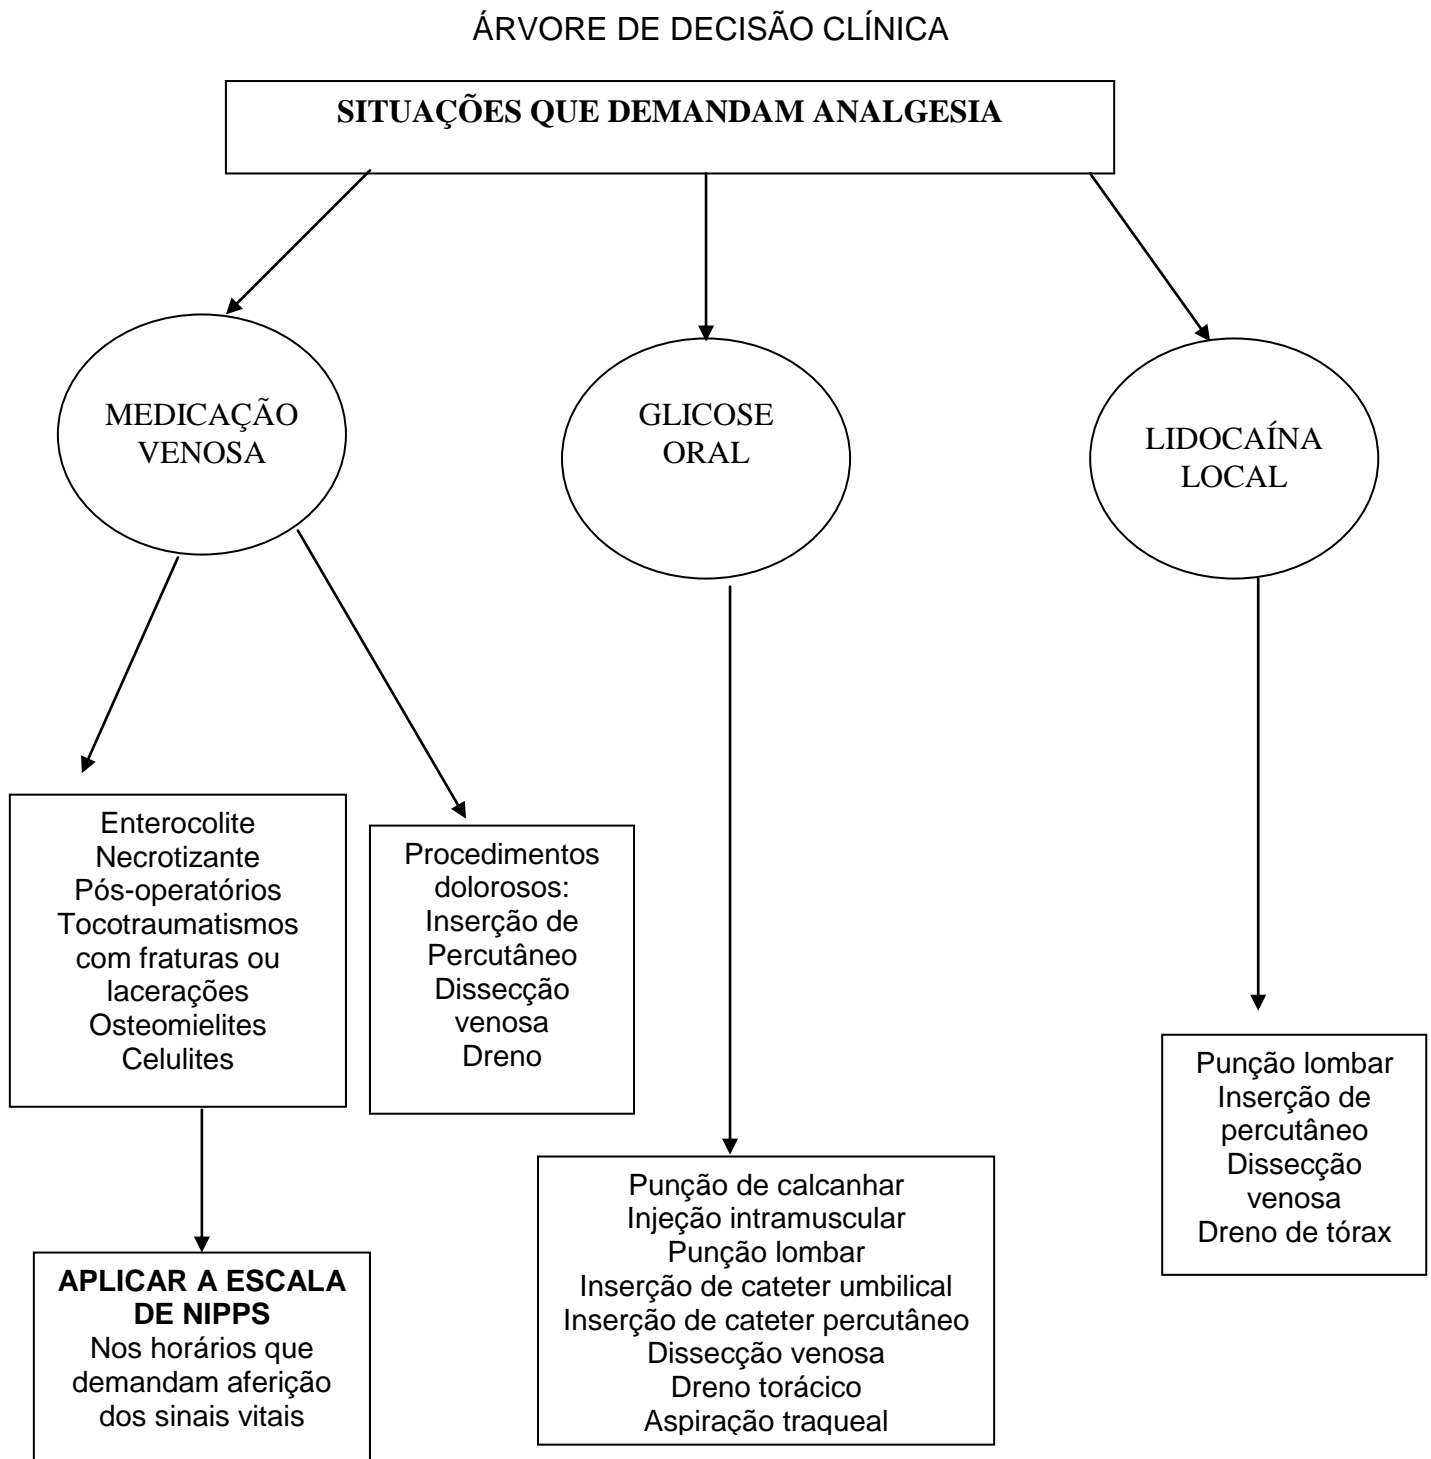 ÁRVORE DE DECISÃO CLÍNICA
SITUAÇÕES QUE DEMANDAM ANALGESIA
MEDICAÇÃO
VENOSA
GLICOSE
ORAL
LIDOCAÍNA
LOCAL
Enterocolite
Necrotizante
Pós-operatórios
Tocotraumatismos
com fraturas ou
lacerações
Osteomielites
Celulites
Procedimentos
dolorosos:
Inserção de
Percutâneo
Dissecção
venosa
Dreno
Punção lombar
Inserção de
percutâneo
Dissecção
venosa
Dreno de tórax
Punção de calcanhar
Injeção intramuscular
Punção lombar
Inserção de cateter umbilical
Inserção de cateter percutâneo
Dissecção venosa
Dreno torácico
Aspiração traqueal
APLICAR A ESCALA
DE NIPPS
Nos horários que
demandam aferição
dos sinais vitais